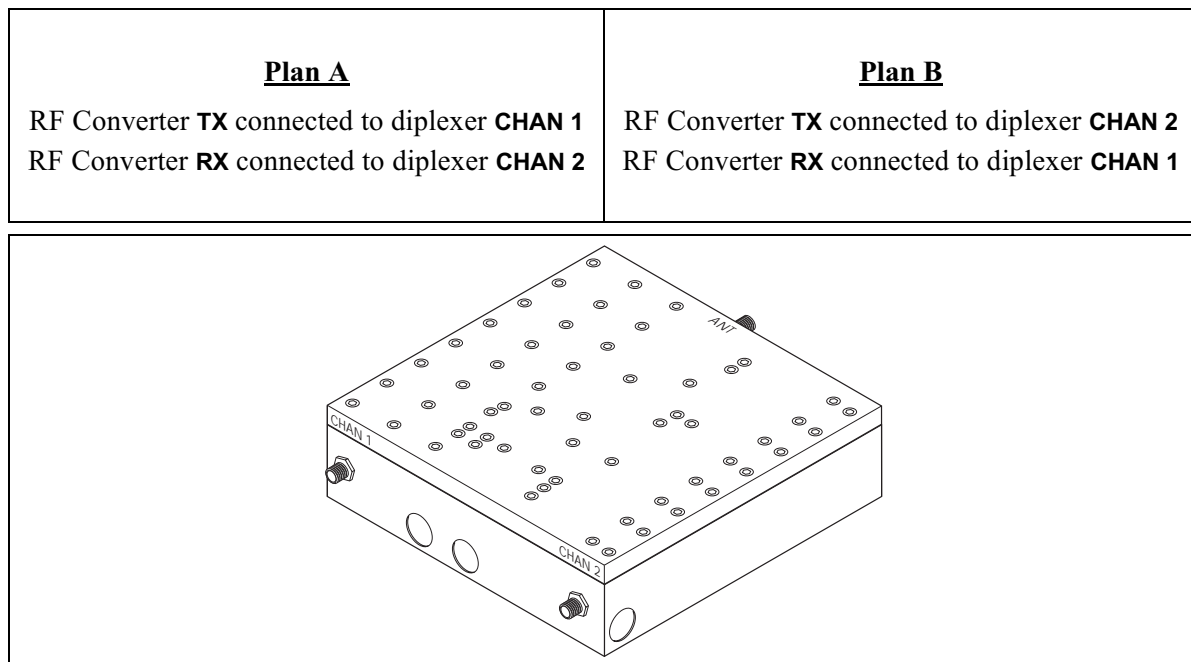 Plan A
RF Converter TX connected to diplexer CHAN 1
RF Converter RX connected to diplexer CHAN 2
Plan B
RF Converter TX connected to diplexer CHAN 2
RF Converter RX connected to diplexer CHAN 1
ANT
CHAN 1
CHAN 2